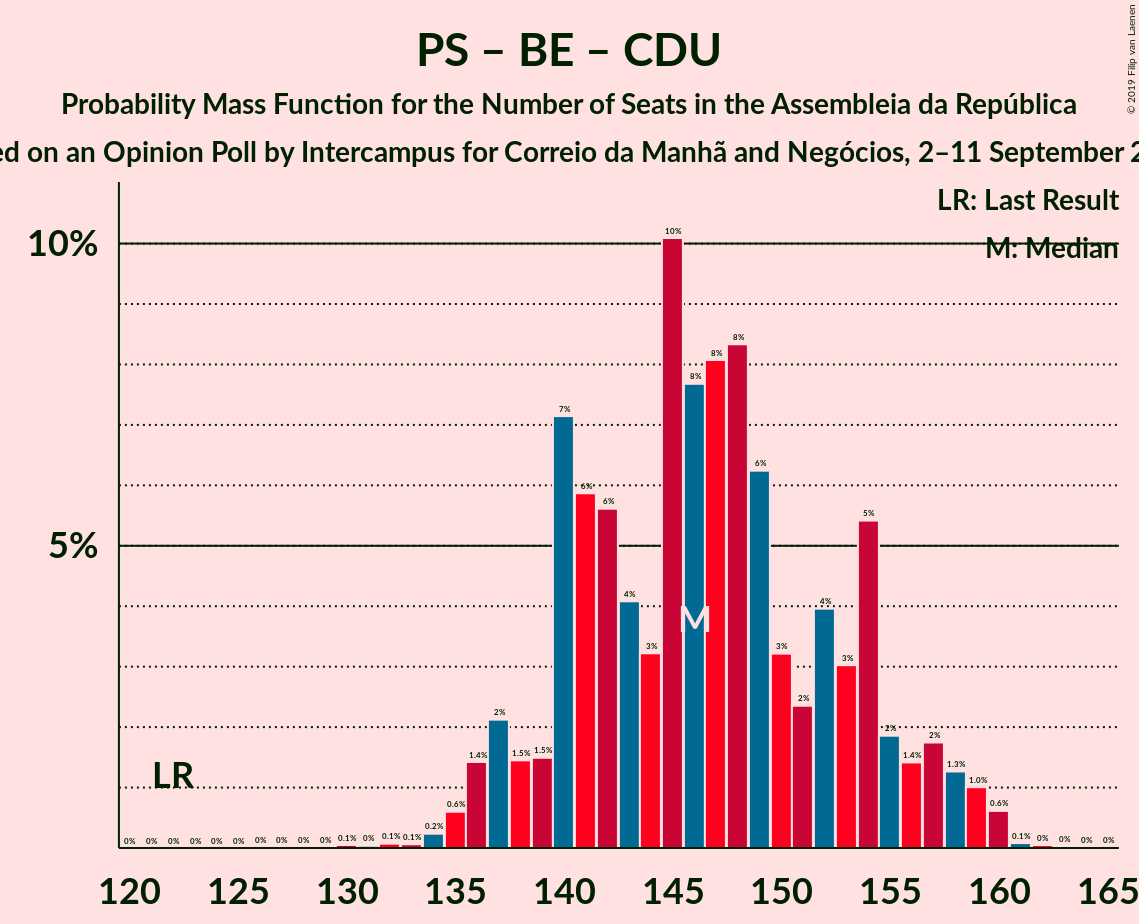 PS – BE – CDU
Probability Mass Function for the Number of Seats in the Assembleia da República
on an Opinion Poll by Intercampus for Correio da Manhã and Negócios, 2–11 September
© 2019 Filip van Laenen
LR: Last Result
M: Median
10%
5%
LR
M
0% 0% 0% 0% 0% 0% 0% 0% 0% 0% 0.1% 0% 0.1% 0.1% 0.2% 0.6% 1.4% 2% 1.5% 1.5% 7% 6% 6% 4% 3% 10% 8% 8% 8% 6% 3% 2% 4% 3% 5% 2% 1.4% 2% 1.3% 1.0% 0.6% 0.1% 0% 0% 0% 0%
120 125 130 135 140 145 150 155 160 165